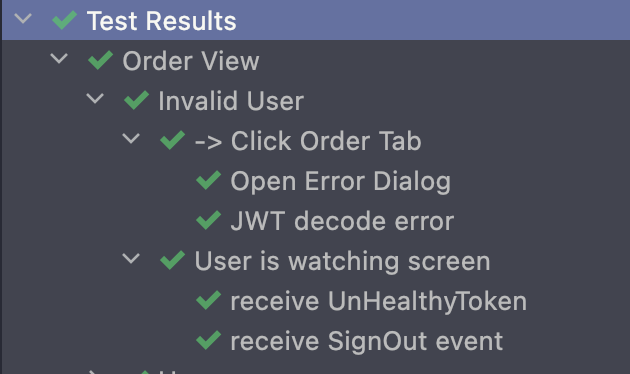 Test Results
Order View
Invalid User
-> Click Order Tab
Open Error Dialog
JWT decode error
User is watching screen
receive UnHealthyToken
receive SignOut event